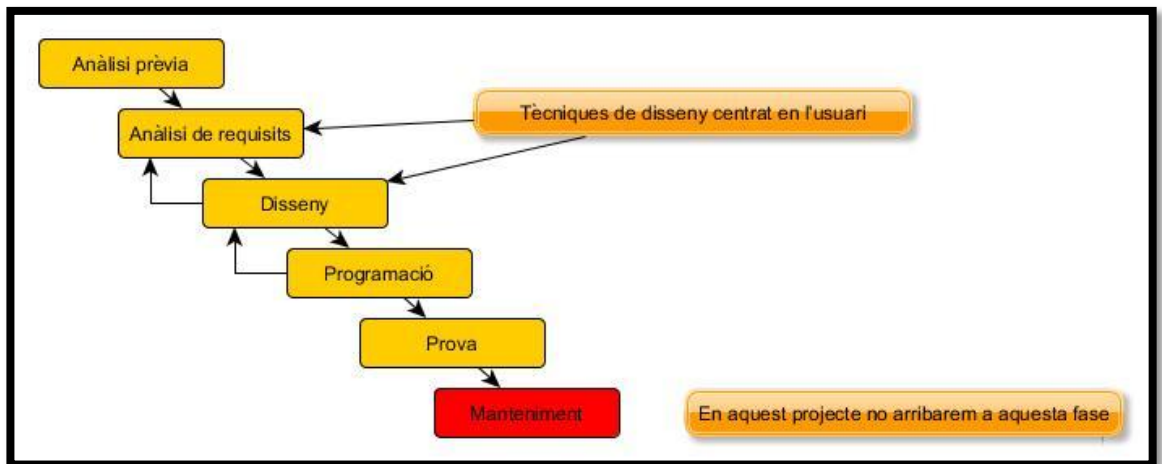 Anàlisi prèvia
Tècniques de disseny centrat en l'usuari
Anàlisi de requisits
Disseny
Programació
Prova
Manteniment
En aquest projecte no arribarem a aquesta fase